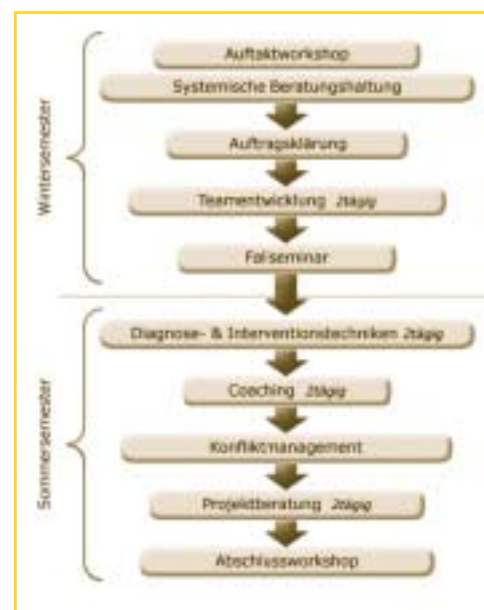 Wintersemester
Auftaktworkshop
Systemische Beratungshaltung
Auftragsklärung
Teamentwicklung 2tägig
Fallseminar
Sommersemester
Diagnose- & Interventionstechniken 2tägig
Coaching 2tägig
Konfliktmanagement
Projektberatung 2tägig
Abschlussworkshop